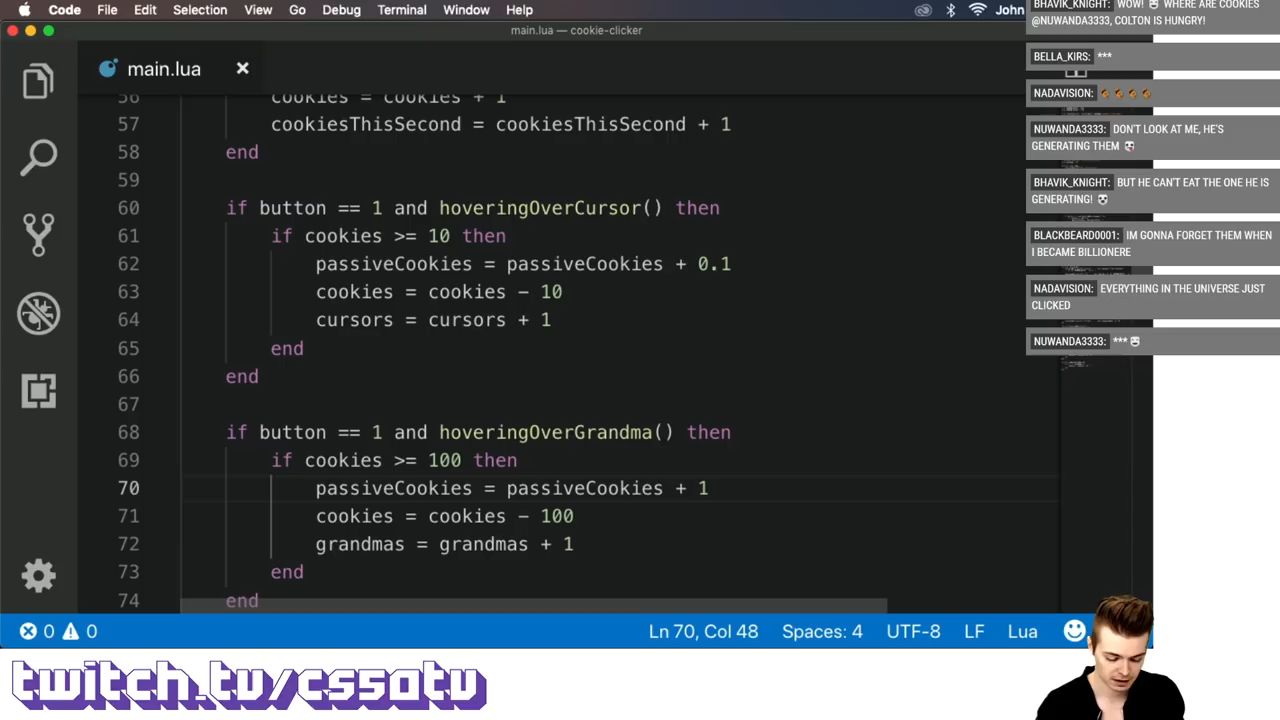 Code File Edit Selection View Go Debug Terminal Window Help John
main.lua — cookie-clicker
main.lua
56 cookies = cookies + 1
57 cookiesThisSecond = cookiesThisSecond + 1
58 end
59
60 if button == 1 and hoveringOverCursor() then
61 if cookies >= 10 then
62 passiveCookies = passiveCookies + 0.1
63 cookies = cookies - 10
64 cursors = cursors + 1
65 end
66 end
67
68 if button == 1 and hoveringOverGrandma() then
69 if cookies >= 100 then
70 passiveCookies = passiveCookies + 1
71 cookies = cookies - 100
72 grandmas = grandmas + 1
73 end
74 end
0 0 Ln 70, Col 48 Spaces: 4 UTF-8 LF Lua
twitch.tv/cssatv
BHAVIK_KNIGHT: WOW! WHERE ARE COOKIES
@NUWANDA3333, COLTON IS HUNGRY!
BELLA_KIRS: ***
NADAVISION:
NUWANDA3333: DON'T LOOK AT ME, HE'S
GENERATING THEM
BHAVIK_KNIGHT: BUT HE CAN'T EAT THE ONE HE IS
GENERATING!
BLACKBEARD0001: IM GONNA FORGET THEM WHEN
I BECAME BILLIONERE
NADAVISION: EVERYTHING IN THE UNIVERSE JUST
CLICKED
NUWANDA3333: ***